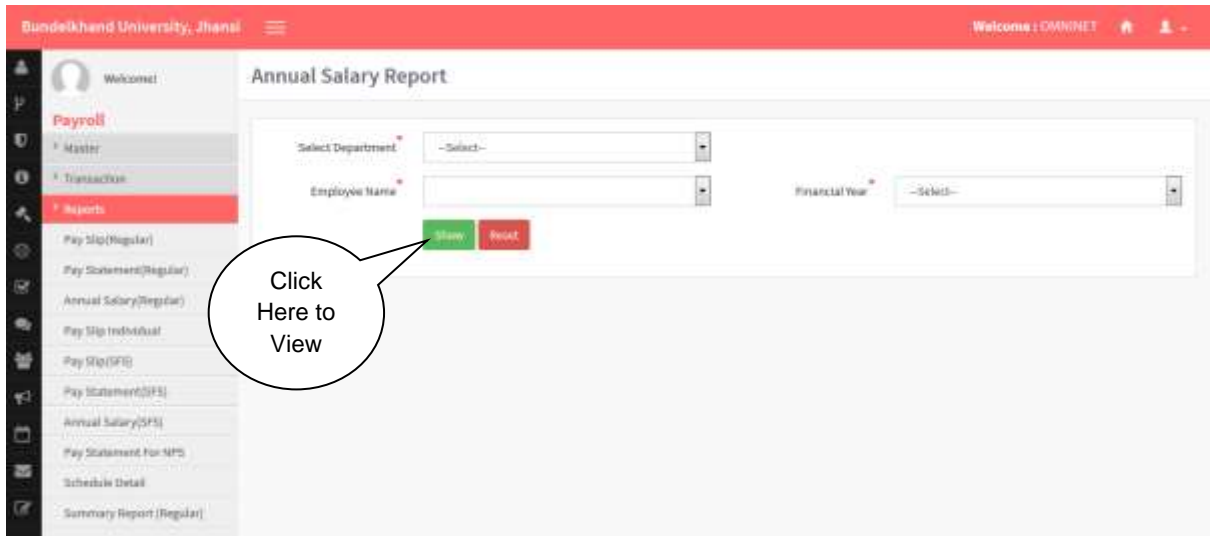 Bundelkhand University, Jhansi
Welcome : OMNINET
Welcome!
Annual Salary Report
Payroll
Master
Transaction
Reports
Pay Slip(Regular)
Pay Statement(Regular)
Annual Salary(Regular)
Pay Slip Individual
Pay Slip(SFS)
Pay Statement(SFS)
Annual Salary(SFS)
Pay Statement For NPS
Schedule Detail
Summary Report (Regular)
Select Department*
--Select--
Employee Name*
Financial Year*
--Select--
Show
Reset
Click
Here to
View